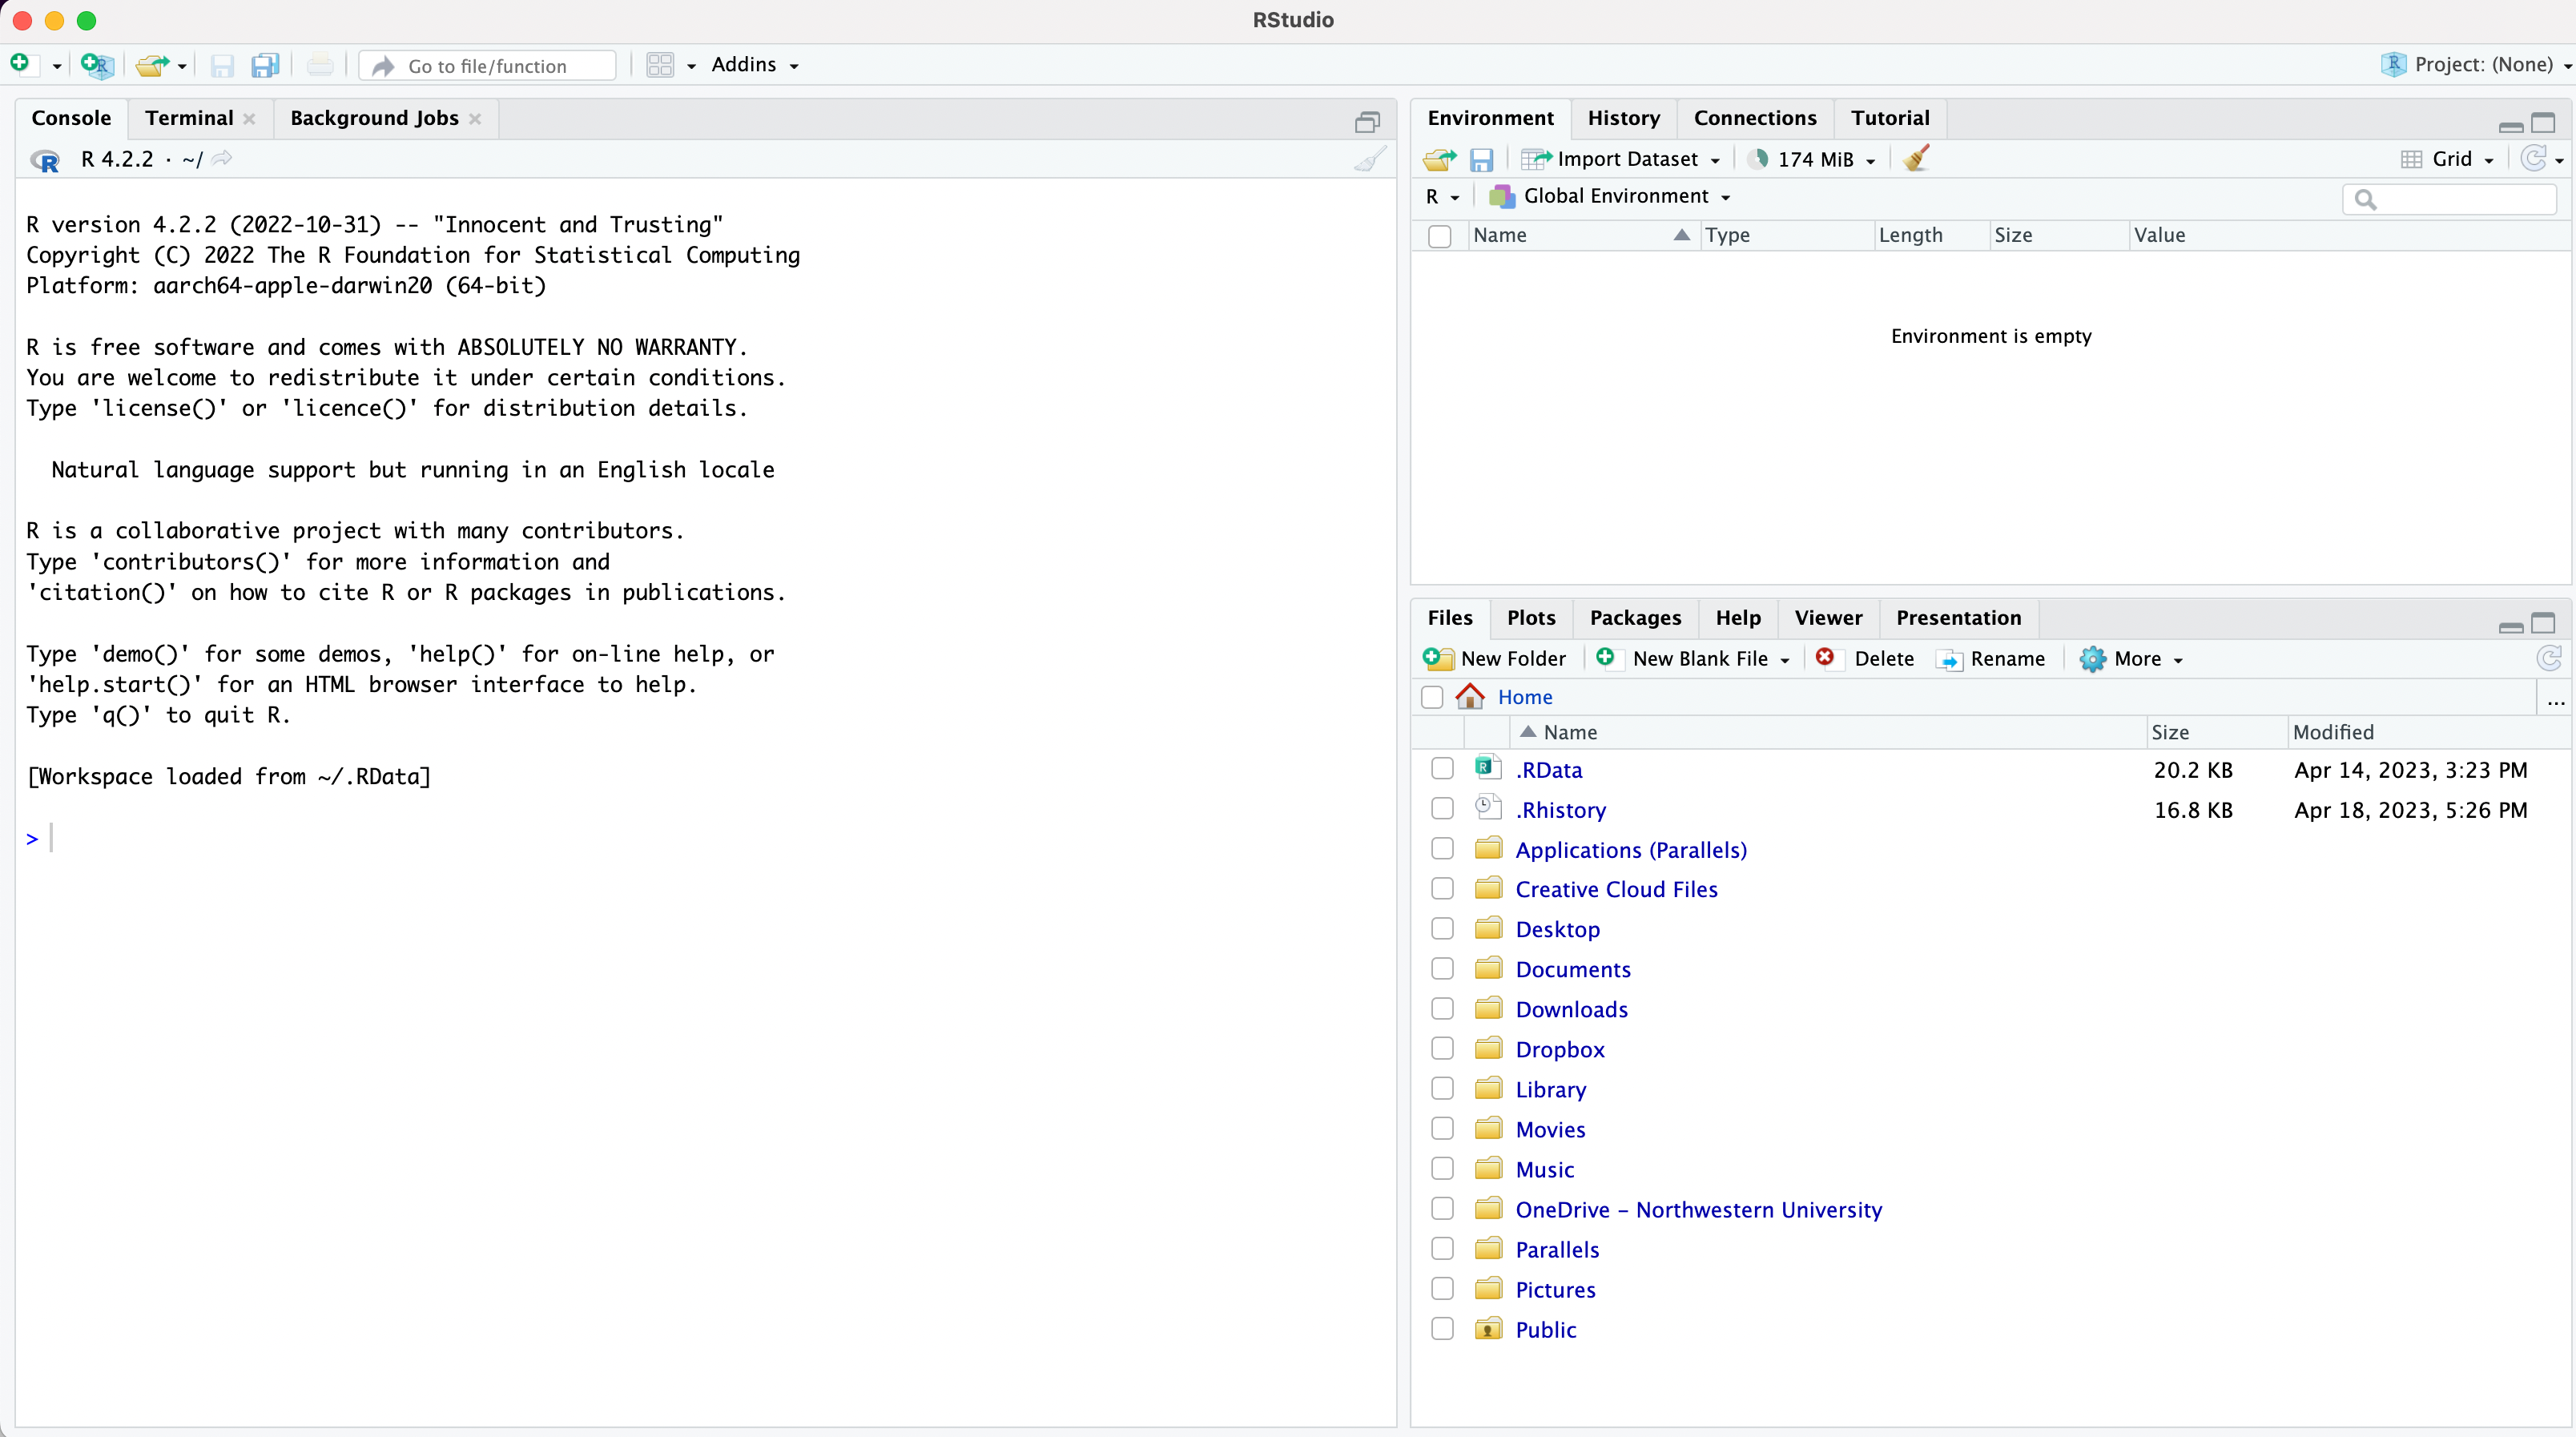 RStudio
Go to file/function
Addins
Project: (None)
Console Terminal Background Jobs
R 4.2.2 · ~/
R version 4.2.2 (2022-10-31) -- "Innocent and Trusting"
Copyright (C) 2022 The R Foundation for Statistical Computing
Platform: aarch64-apple-darwin20 (64-bit)
R is free software and comes with ABSOLUTELY NO WARRANTY.
You are welcome to redistribute it under certain conditions.
Type 'license()' or 'licence()' for distribution details.
Natural language support but running in an English locale
R is a collaborative project with many contributors.
Type 'contributors()' for more information and
'citation()' on how to cite R or R packages in publications.
Type 'demo()' for some demos, 'help()' for on-line help, or
'help.start()' for an HTML browser interface to help.
Type 'q()' to quit R.
[Workspace loaded from ~/.RData]
>
Environment History Connections Tutorial
Import Dataset 174 MiB Grid
R Global Environment
Name Type Length Size Value
Environment is empty
Files Plots Packages Help Viewer Presentation
New Folder New Blank File Delete Rename More
Home ...
Name Size Modified
.RData 20.2 KB Apr 14, 2023, 3:23 PM
.Rhistory 16.8 KB Apr 18, 2023, 5:26 PM
Applications (Parallels)
Creative Cloud Files
Desktop
Documents
Downloads
Dropbox
Library
Movies
Music
OneDrive – Northwestern University
Parallels
Pictures
Public